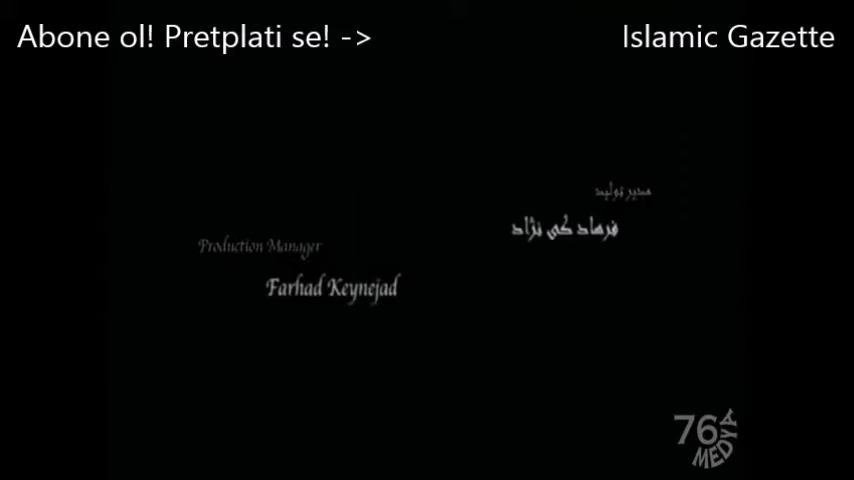 Abone ol! Pretplati se! ->
Islamic Gazette
مدیر تولید
فرهاد کی نژاد
Production Manager
Farhad Keynejad
76
MEDYA